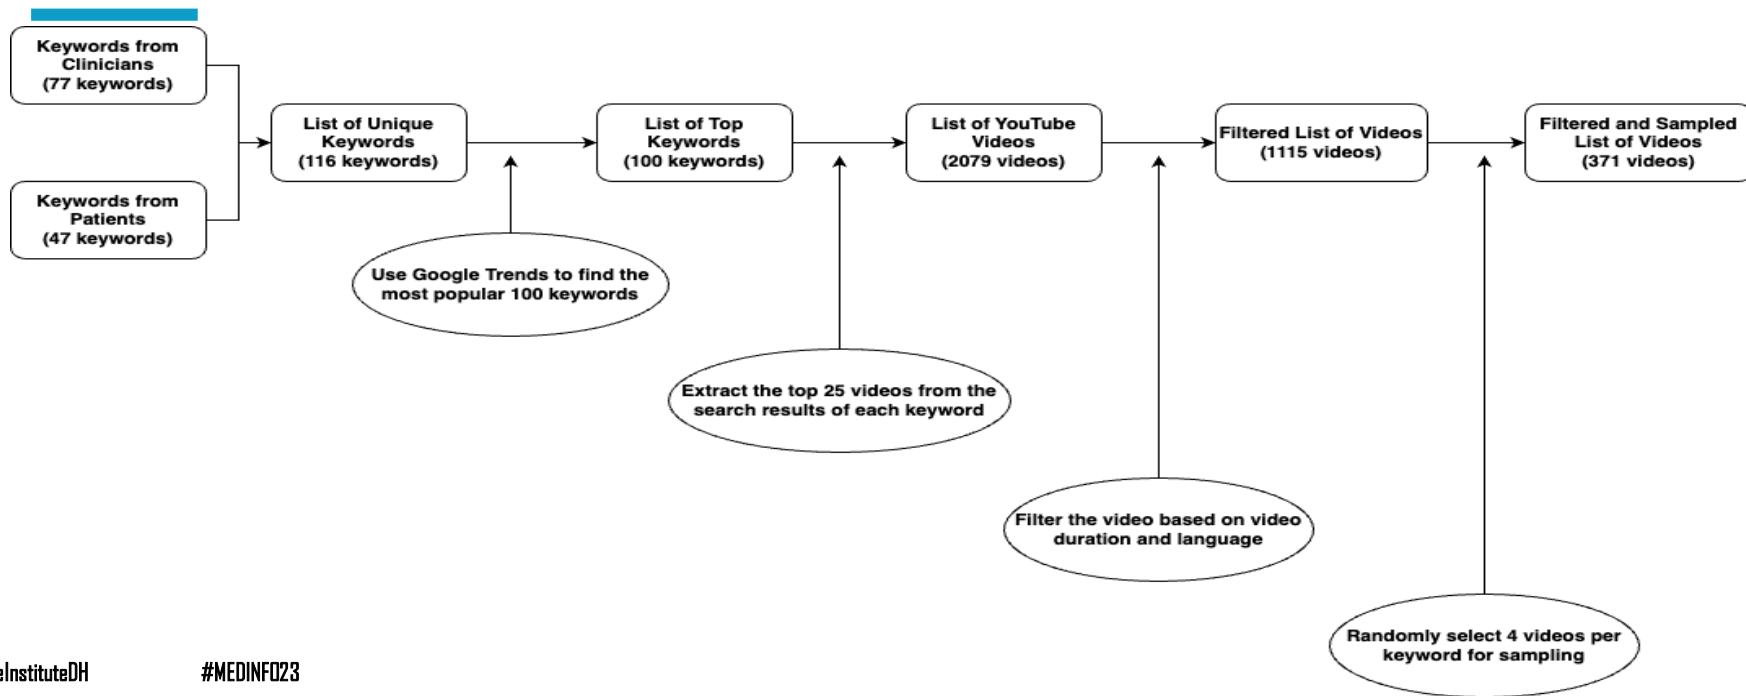 Keywords from
Clinicians
(77 keywords)
Keywords from
Patients
(47 keywords)
List of Unique
Keywords
(116 keywords)
List of Top
Keywords
(100 keywords)
List of YouTube
Videos
(2079 videos)
Filtered List of Videos
(1115 videos)
Filtered and Sampled
List of Videos
(371 videos)
Use Google Trends to find the
most popular 100 keywords
Extract the top 25 videos from the
search results of each keyword
Filter the video based on video
duration and language
Randomly select 4 videos per
keyword for sampling
eInstituteDH
#MEDINFO23